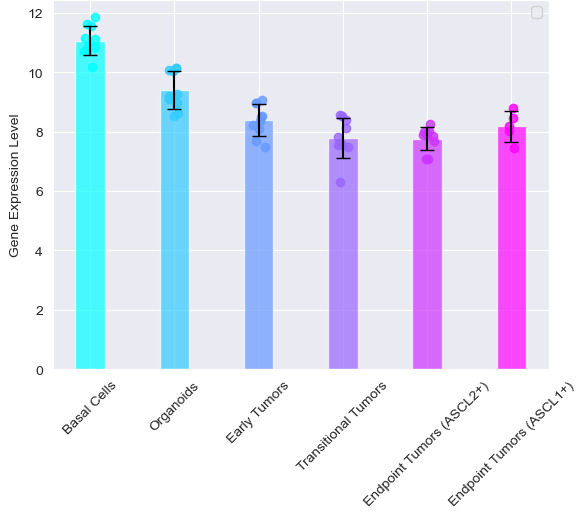 12
10
8
6
4
2
0
Gene Expression Level
Basal Cells
Organoids
Early Tumors
Transitional Tumors
Endpoint Tumors (ASCL2+)
Endpoint Tumors (ASCL1+)